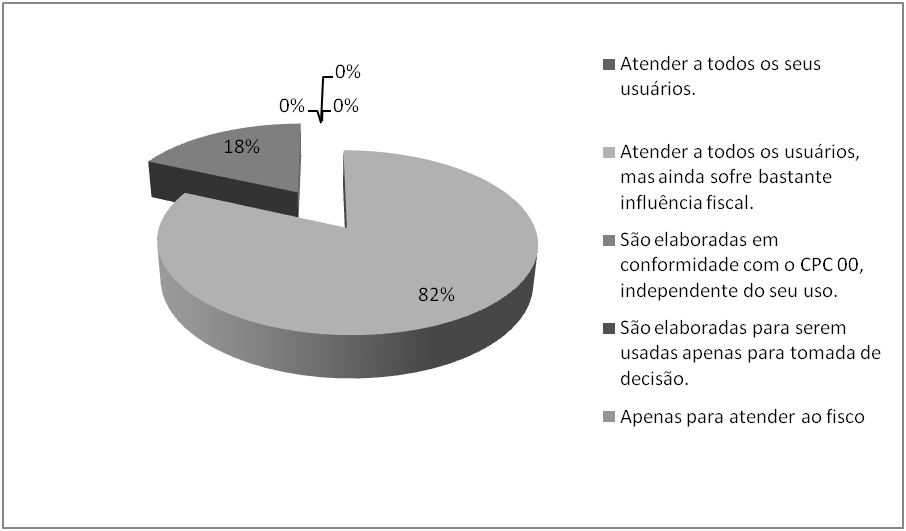 0%
0%
0%
18%
82%
Atender a todos os seus
usuários.
Atender a todos os usuários,
mas ainda sofre bastante
influência fiscal.
São elaboradas em
conformidade com o CPC 00,
independente do seu uso.
São elaboradas para serem
usadas apenas para tomada de
decisão.
Apenas para atender ao fisco